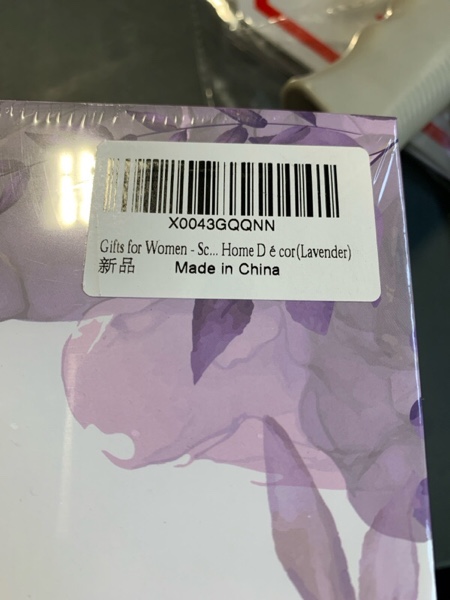 X0043GQQNN
Gifts for Women - Sc... Home D é cor(Lavender)
新品 Made in China